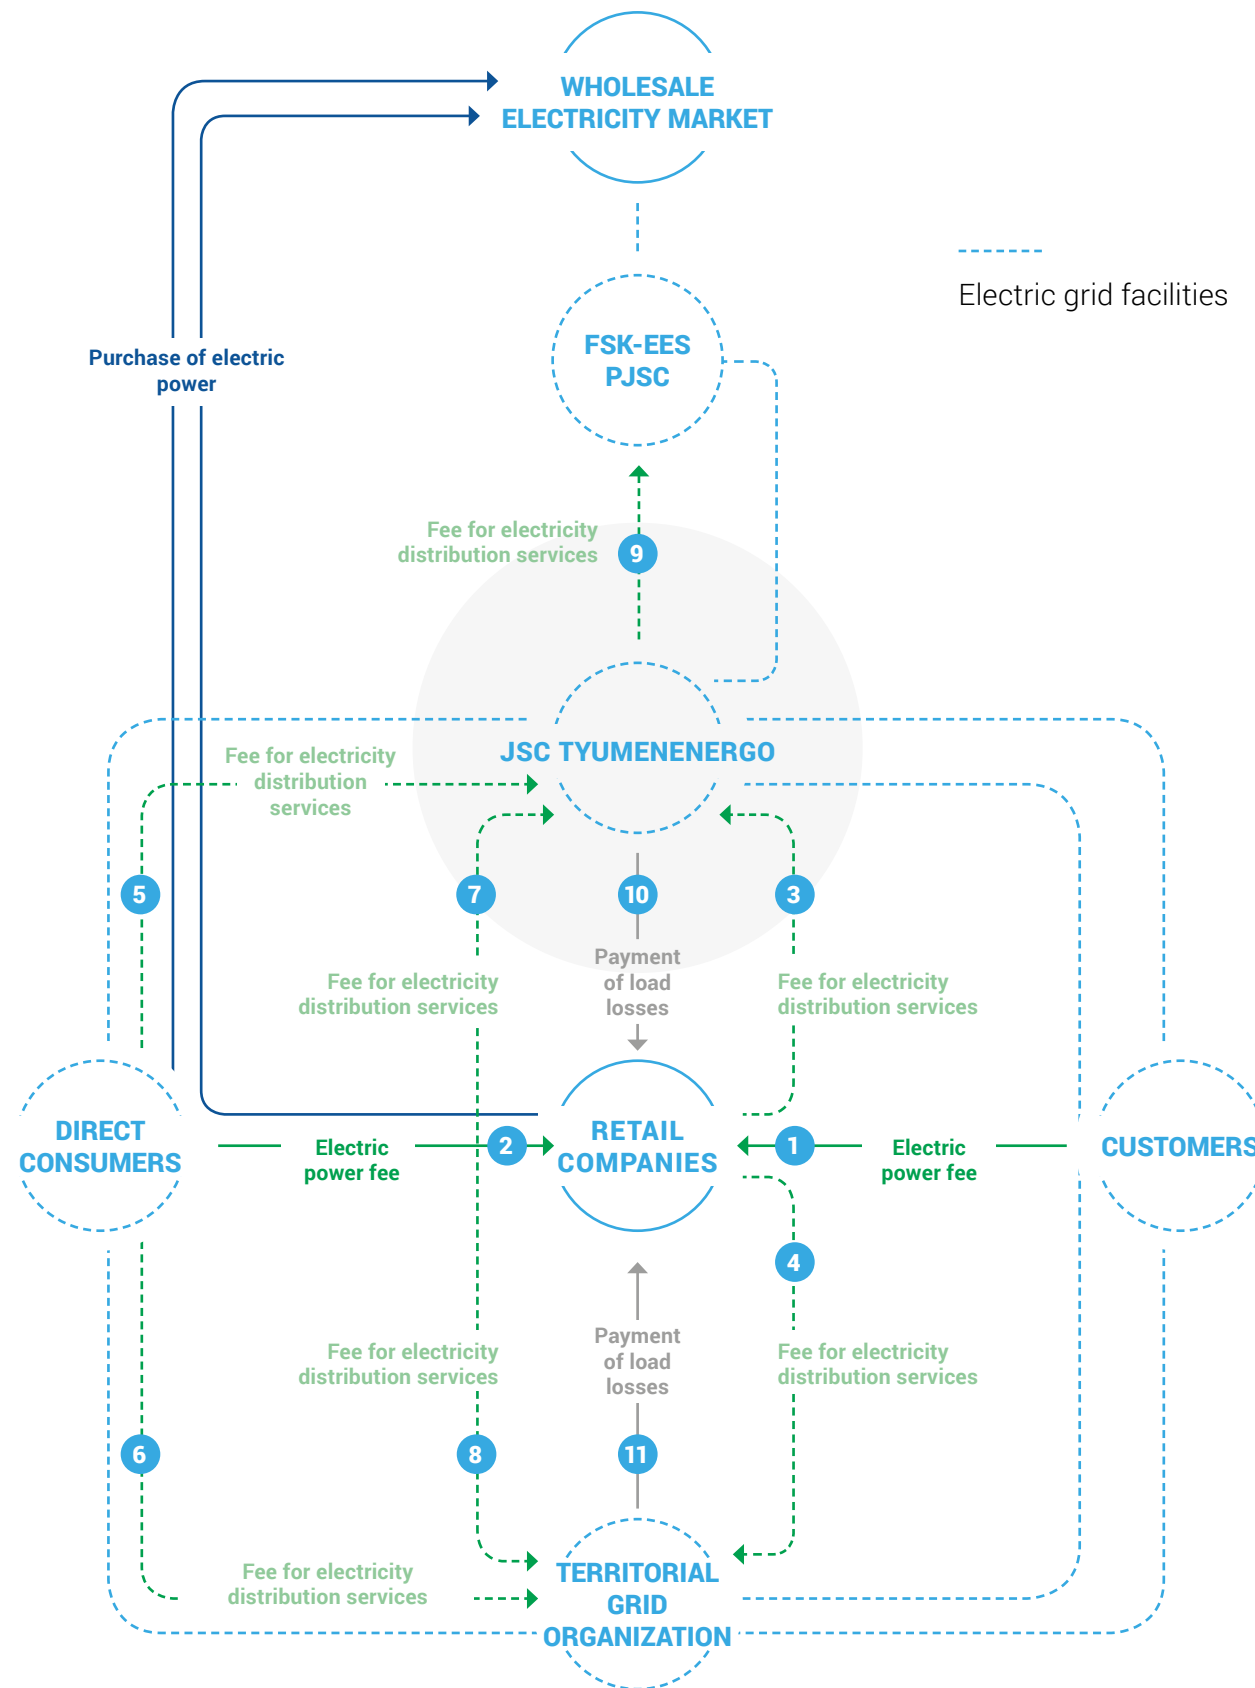 WHOLESALE
ELECTRICITY MARKET
Electric grid facilities
FSK-EES
PJSC
Purchase of electric
power
Fee for electricity
distribution services
9
JSC TYUMENENERGO
Fee for electricity
distribution
services
5
7
10
3
Payment
of load
losses
Fee for electricity
distribution services
Fee for electricity
distribution services
DIRECT
CONSUMERS
Electric
power fee
2
RETAIL
COMPANIES
1
Electric
power fee
CUSTOMERS
4
Fee for electricity
distribution services
Payment
of load
losses
Fee for electricity
distribution services
6
8
11
Fee for electricity
distribution services
TERRITORIAL
GRID
ORGANIZATION